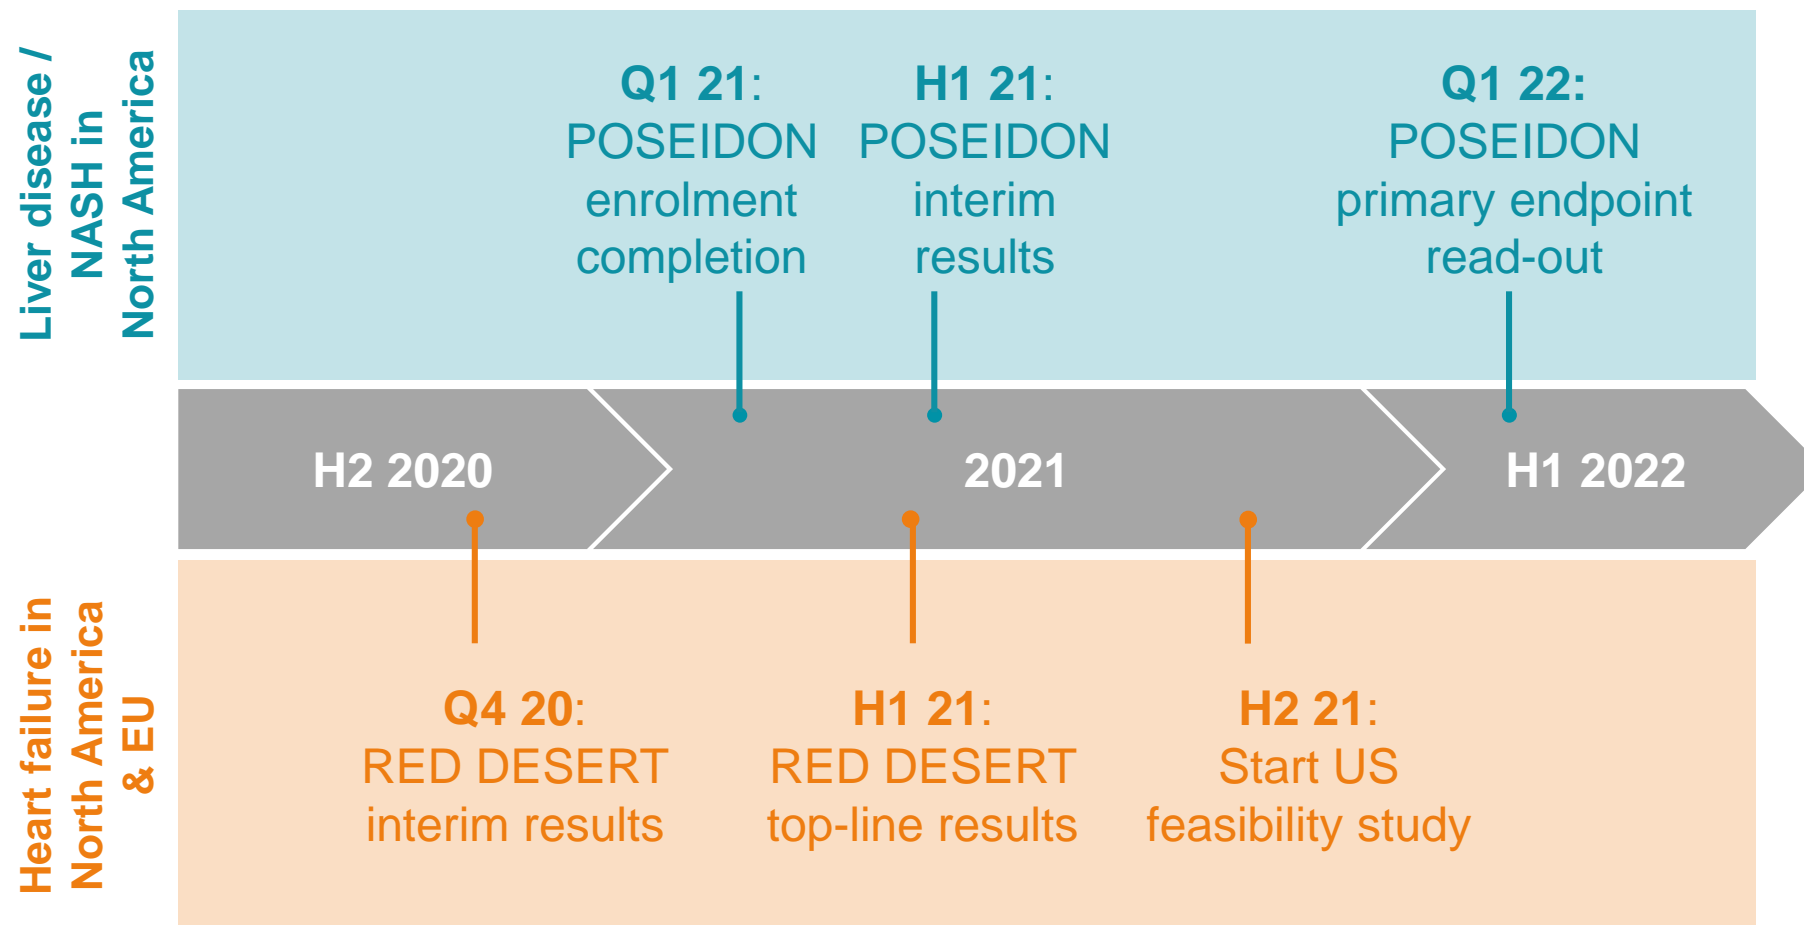 Liver disease /
NASH in
North America
Q1 21:
POSEIDON
enrolment
completion
H1 21:
POSEIDON
interim
results
Q1 22:
POSEIDON
primary endpoint
read-out
H2 2020
2021
H1 2022
Heart failure in
North America
& EU
Q4 20:
RED DESERT
interim results
H1 21:
RED DESERT
top-line results
H2 21:
Start US
feasibility study